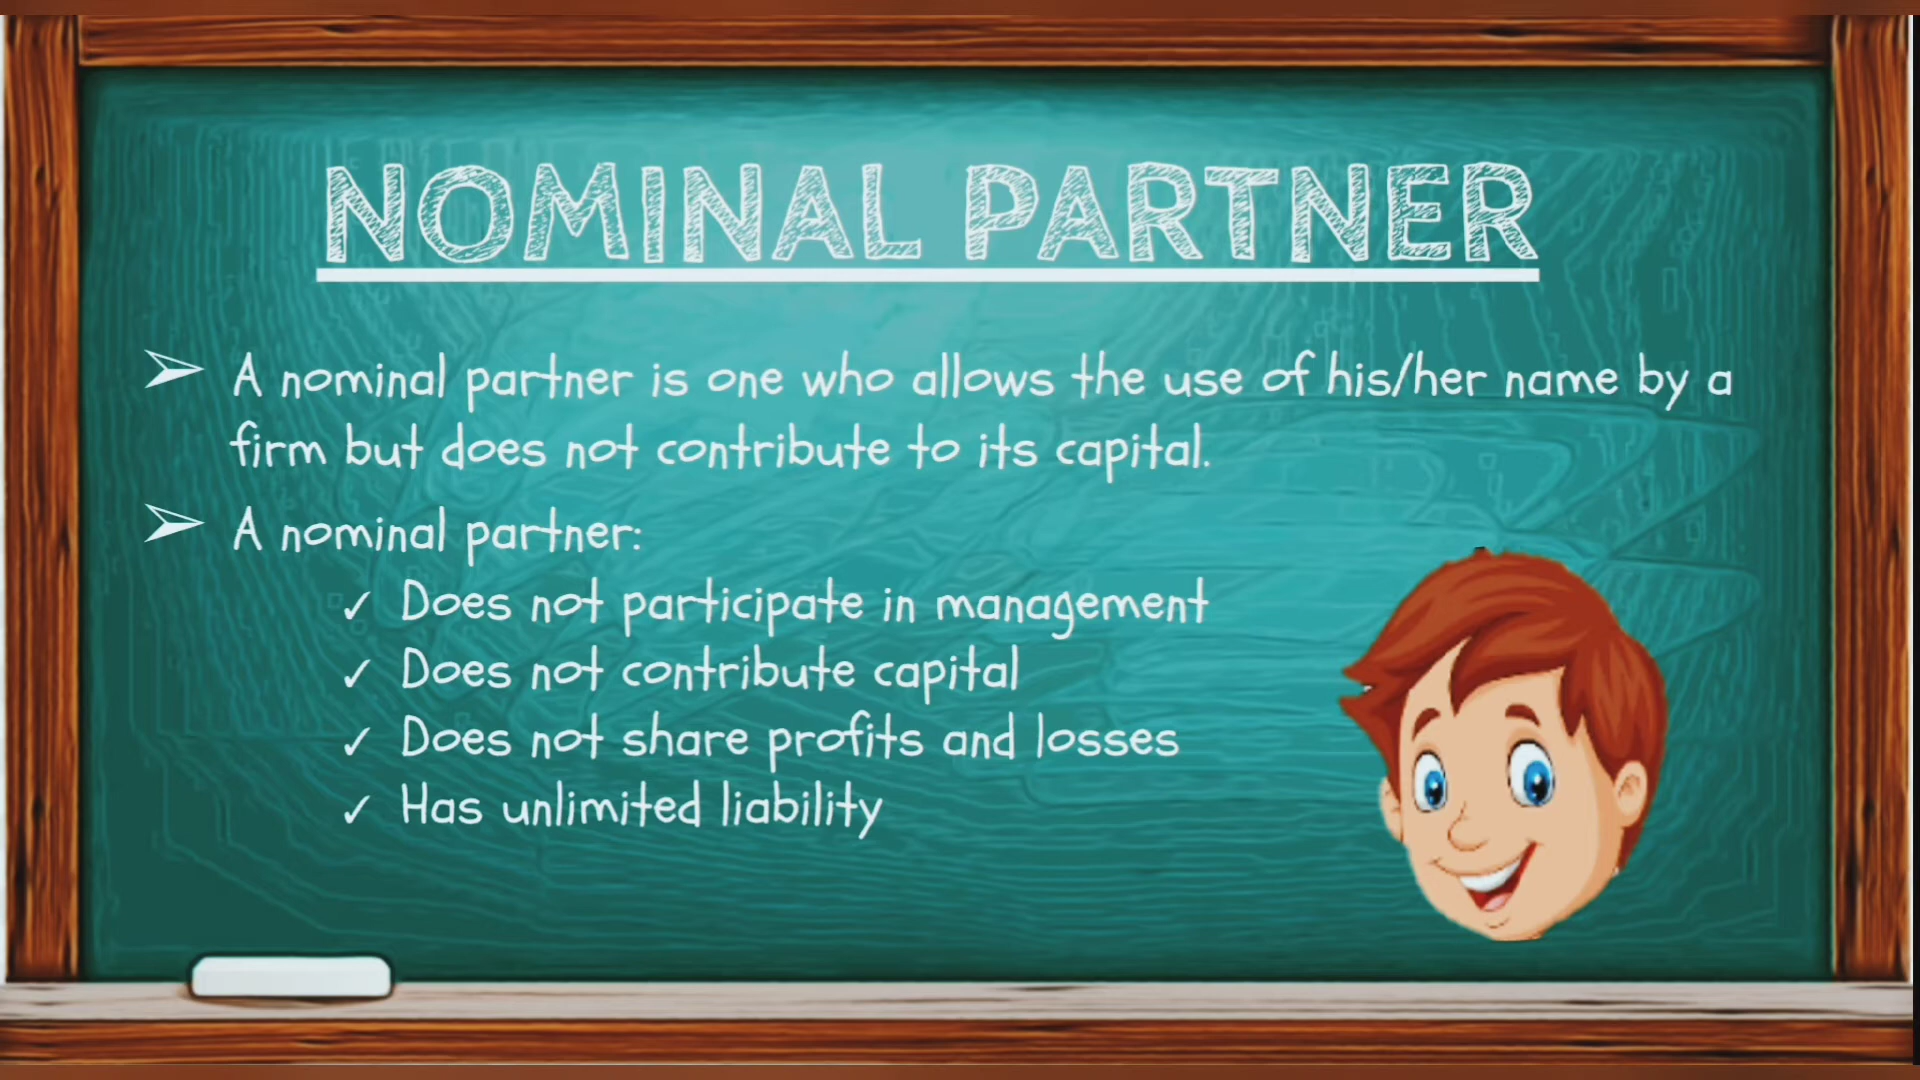 NOMINAL PARTNER
➢ A nominal partner is one who allows the use of his/her name by a
firm but does not contribute to its capital.
➢ A nominal partner:
✓ Does not participate in management
✓ Does not contribute capital
✓ Does not share profits and losses
✓ Has unlimited liability